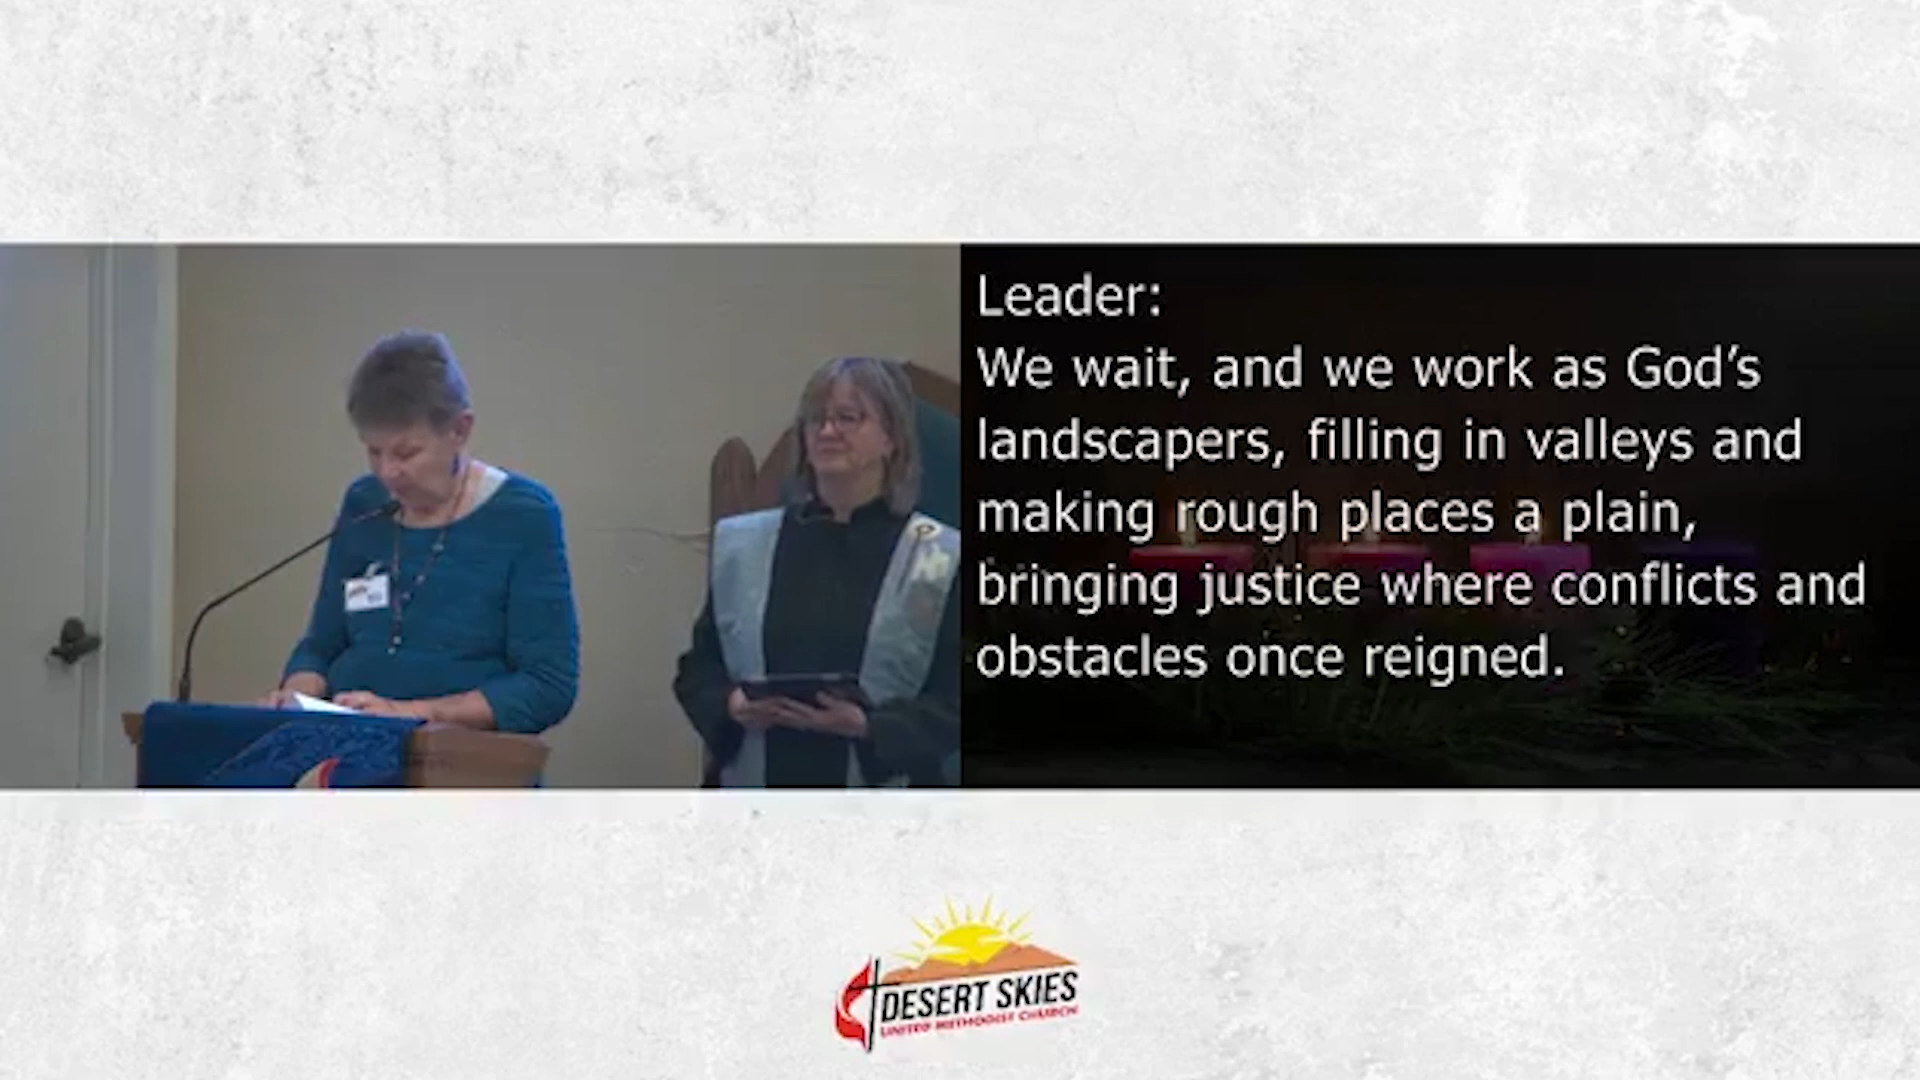 Leader:
We wait, and we work as God's
landscapers, filling in valleys and
making rough places a plain,
bringing justice where conflicts and
obstacles once reigned.
DESERT SKIES
UNITED METHODIST CHURCH